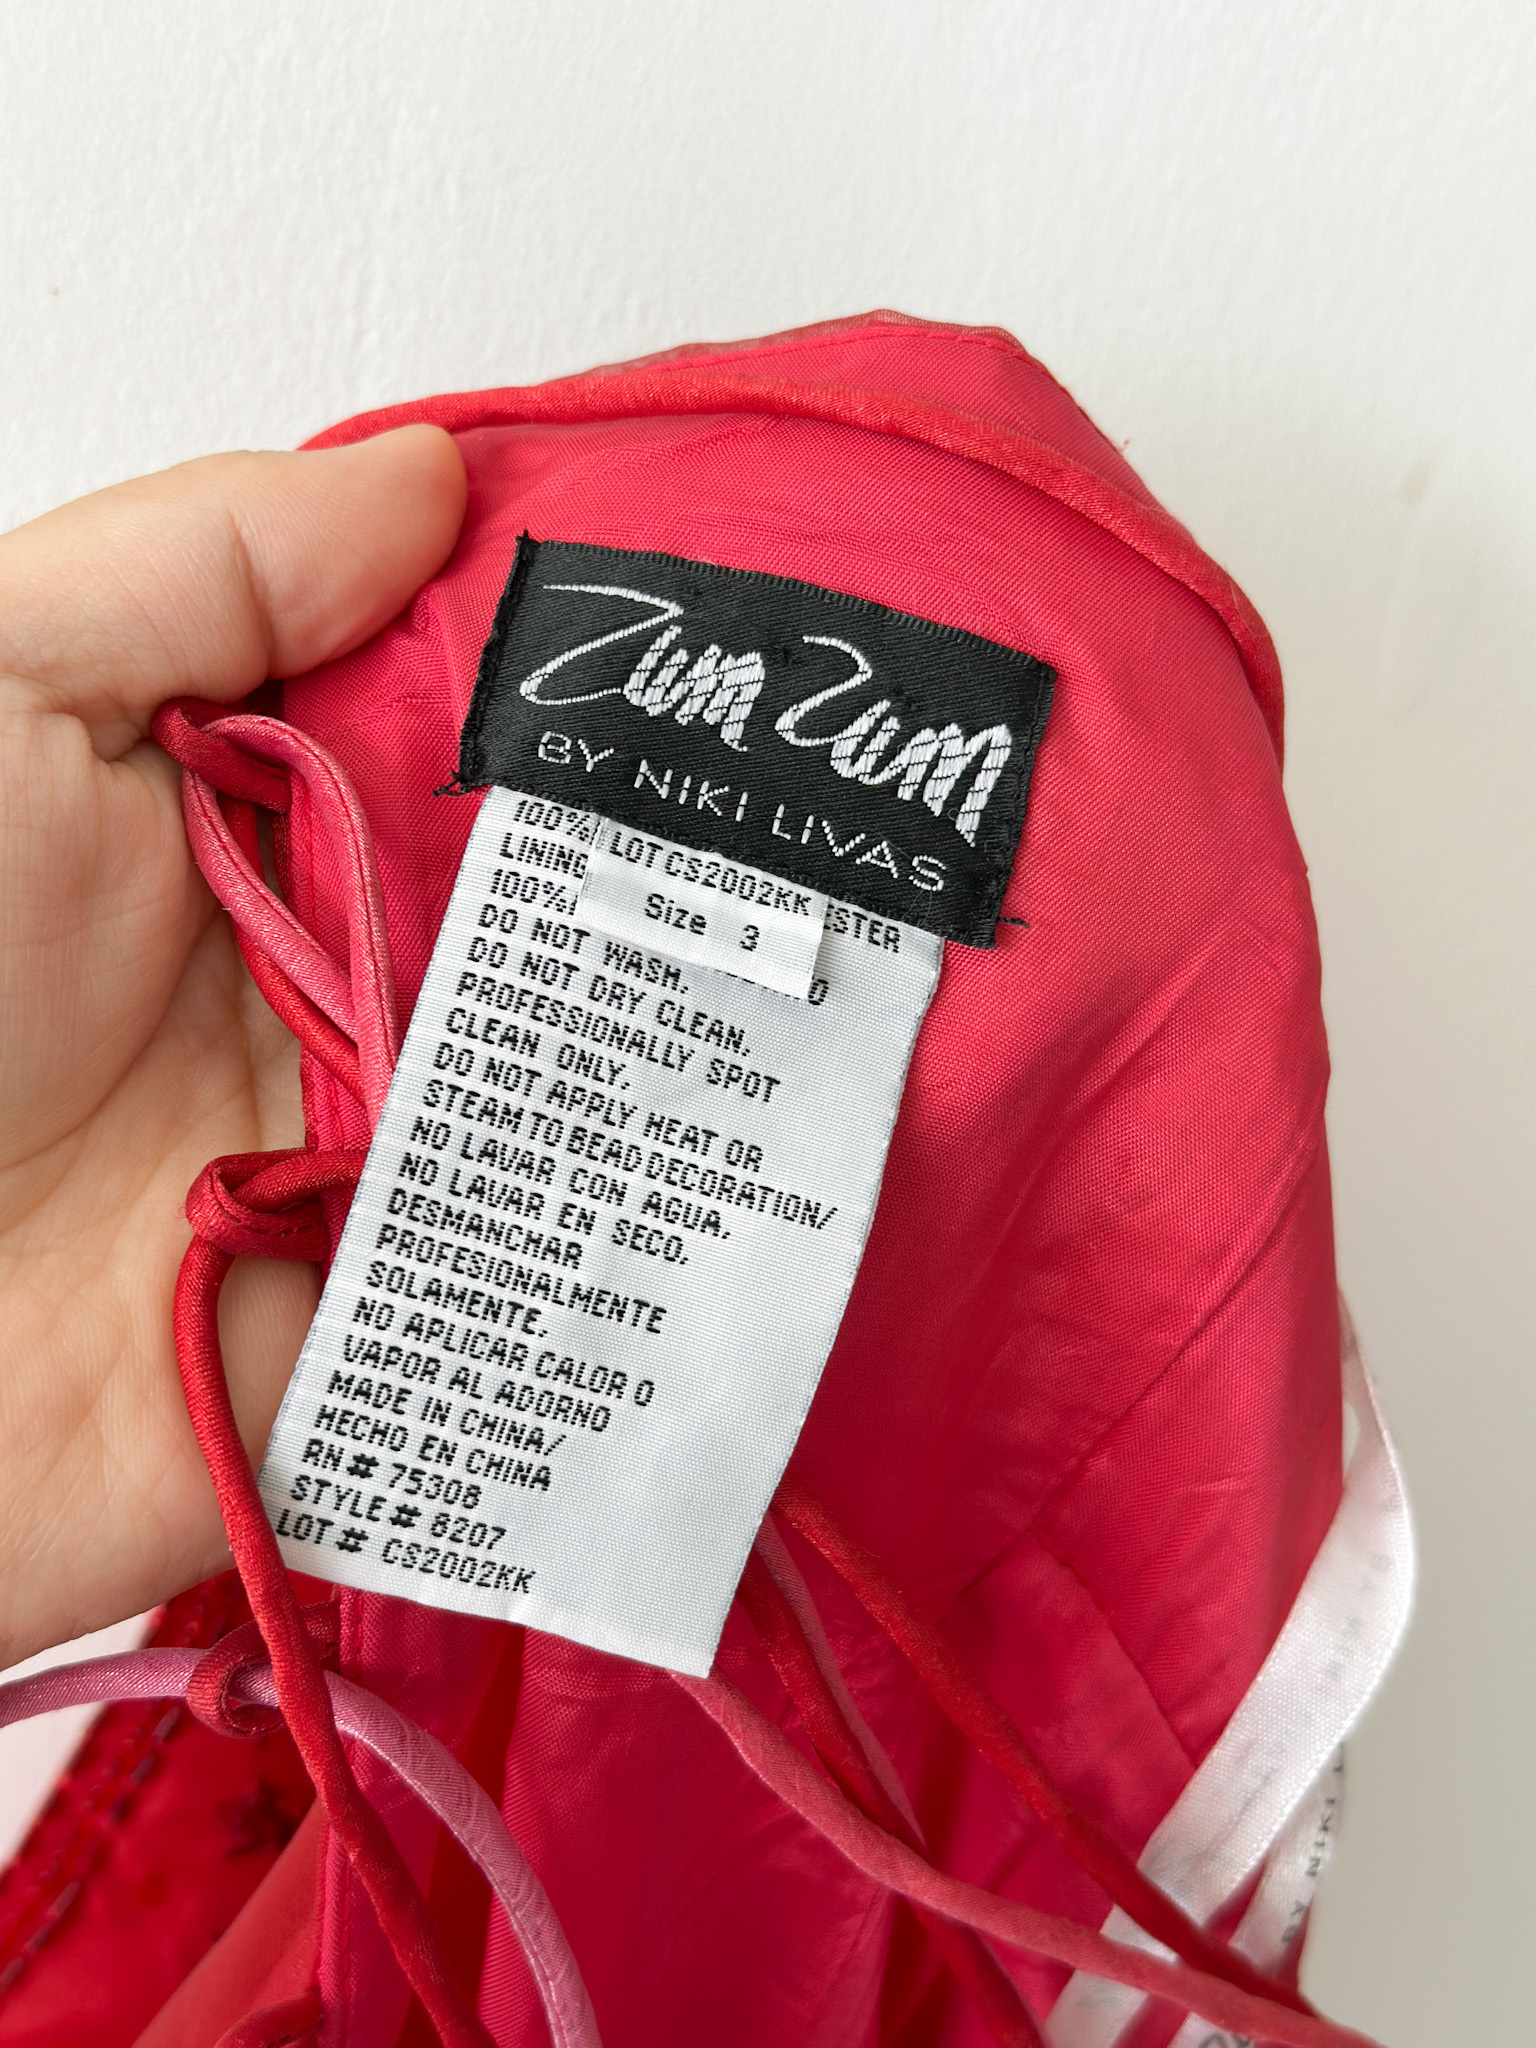 Zum Zum
BY NIKI LIVAS
LOT CS2002KK
Size 3
100%
LINING
100% ESTER
DO NOT WASH.
DO NOT DRY CLEAN.
PROFESSIONALLY SPOT
CLEAN ONLY.
DO NOT APPLY HEAT OR
STEAM TO BEAD DECORATION/
NO LAVAR CON AGUA.
NO LAVAR EN SECO.
DESMANCHAR
PROFESIONALMENTE
SOLAMENTE.
NO APLICAR CALOR O
VAPOR AL ADORNO
MADE IN CHINA/
HECHO EN CHINA
RN# 75308
STYLE# 8207
LOT# CS2002KK